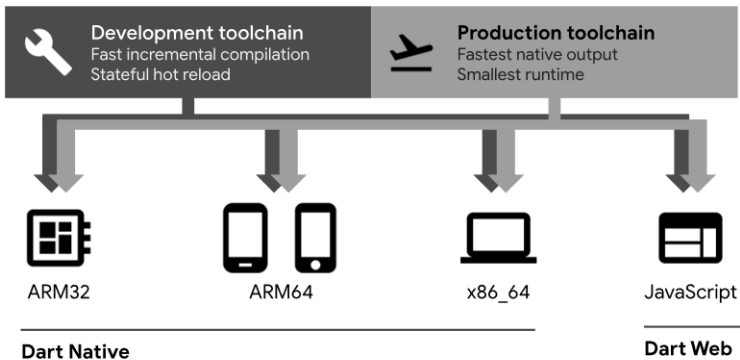 Development toolchain
Fast incremental compilation
Stateful hot reload
Production toolchain
Fastest native output
Smallest runtime
ARM32
ARM64
x86_64
JavaScript
Dart Native
Dart Web